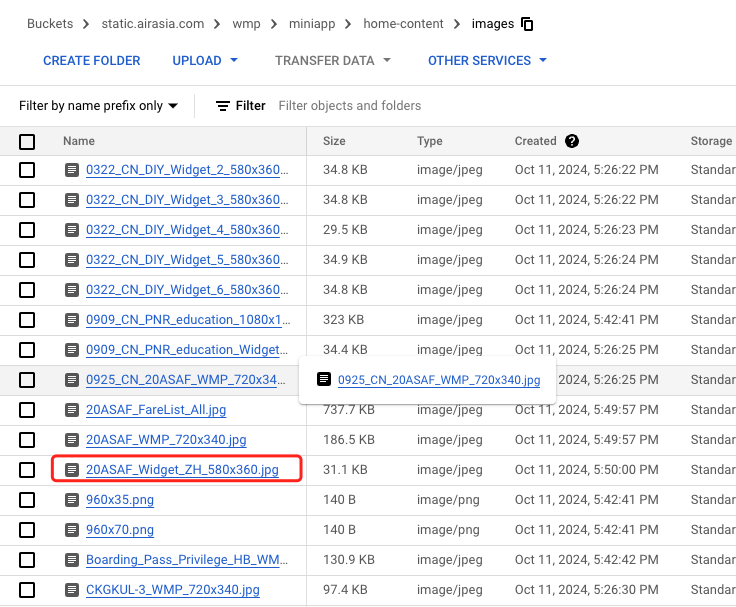 Buckets > static.airasia.com > wmp > miniapp > home-content > images
CREATE FOLDER UPLOAD TRANSFER DATA OTHER SERVICES
Filter by name prefix only Filter Filter objects and folders
Name Size Type Created ? Storage
0322_CN_DIY_Widget_2_580x360... 34.8 KB image/jpeg Oct 11, 2024, 5:26:22 PM Standar
0322_CN_DIY_Widget_3_580x360... 34.8 KB image/jpeg Oct 11, 2024, 5:26:22 PM Standar
0322_CN_DIY_Widget_4_580x360... 29.5 KB image/jpeg Oct 11, 2024, 5:26:23 PM Standar
0322_CN_DIY_Widget_5_580x360... 34.9 KB image/jpeg Oct 11, 2024, 5:26:24 PM Standar
0322_CN_DIY_Widget_6_580x360... 34.8 KB image/jpeg Oct 11, 2024, 5:26:24 PM Standar
0909_CN_PNR_education_1080x1... 323 KB image/jpeg Oct 11, 2024, 5:42:41 PM Standar
0909_CN_PNR_education_Widget... 34.4 KB image/jpeg Oct 11, 2024, 5:26:25 PM Standar
0925_CN_20ASAF_WMP_720x34... 0925_CN_20ASAF_WMP_720x340.jpg 2024, 5:26:25 PM Standar
20ASAF_FareList_All.jpg 737.7 KB image/jpeg Oct 11, 2024, 5:49:57 PM Standar
20ASAF_WMP_720x340.jpg 186.5 KB image/jpeg Oct 11, 2024, 5:49:57 PM Standar
20ASAF_Widget_ZH_580x360.jpg 31.1 KB image/jpeg Oct 11, 2024, 5:50:00 PM Standar
960x35.png 140 B image/png Oct 11, 2024, 5:42:41 PM Standar
960x70.png 140 B image/png Oct 11, 2024, 5:42:41 PM Standar
Boarding_Pass_Privilege_HB_WM... 130.9 KB image/jpeg Oct 11, 2024, 5:42:42 PM Standar
CKGKUL-3_WMP_720x340.jpg 97.4 KB image/jpeg Oct 11, 2024, 5:26:30 PM Standar